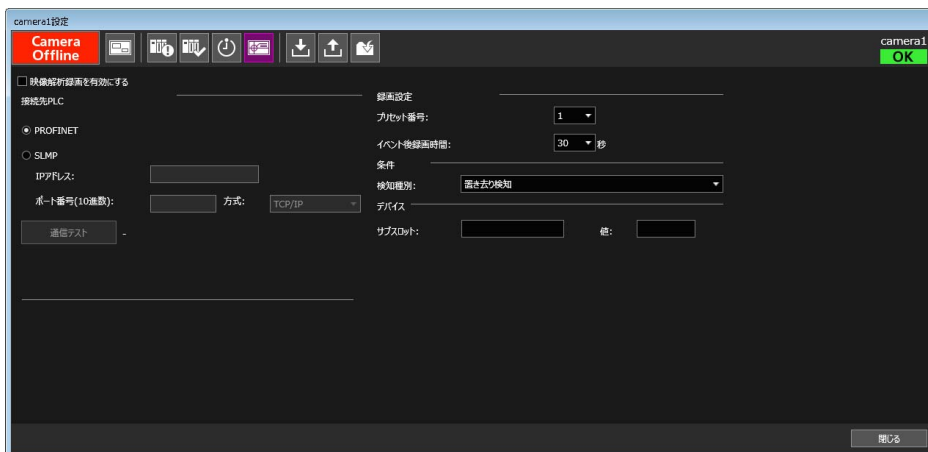 camera1設定
Camera
Offline
camera1
OK
映像解析録画を有効にする
接続先PLC
PROFINET
SLMP
IPアドレス:
ポート番号(10進数):
方式:
TCP/IP
通信テスト
-
録画設定
プリセット番号:
1
イベント後録画時間:
30
秒
条件
検知種別:
置き去り検知
デバイス
サブスロット:
値:
閉じる